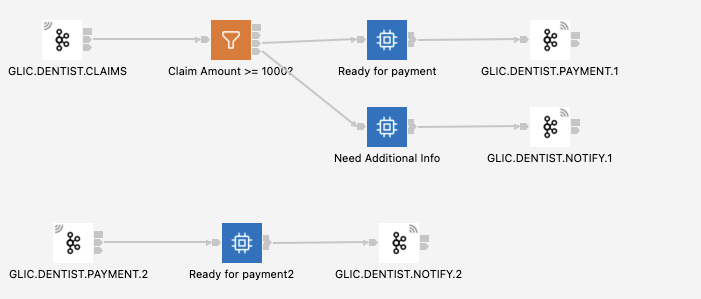 GLIC.DENTIST.CLAIMS
Claim Amount >= 1000?
Ready for payment
GLIC.DENTIST.PAYMENT.1
Need Additional Info
GLIC.DENTIST.NOTIFY.1
GLIC.DENTIST.PAYMENT.2
Ready for payment2
GLIC.DENTIST.NOTIFY.2